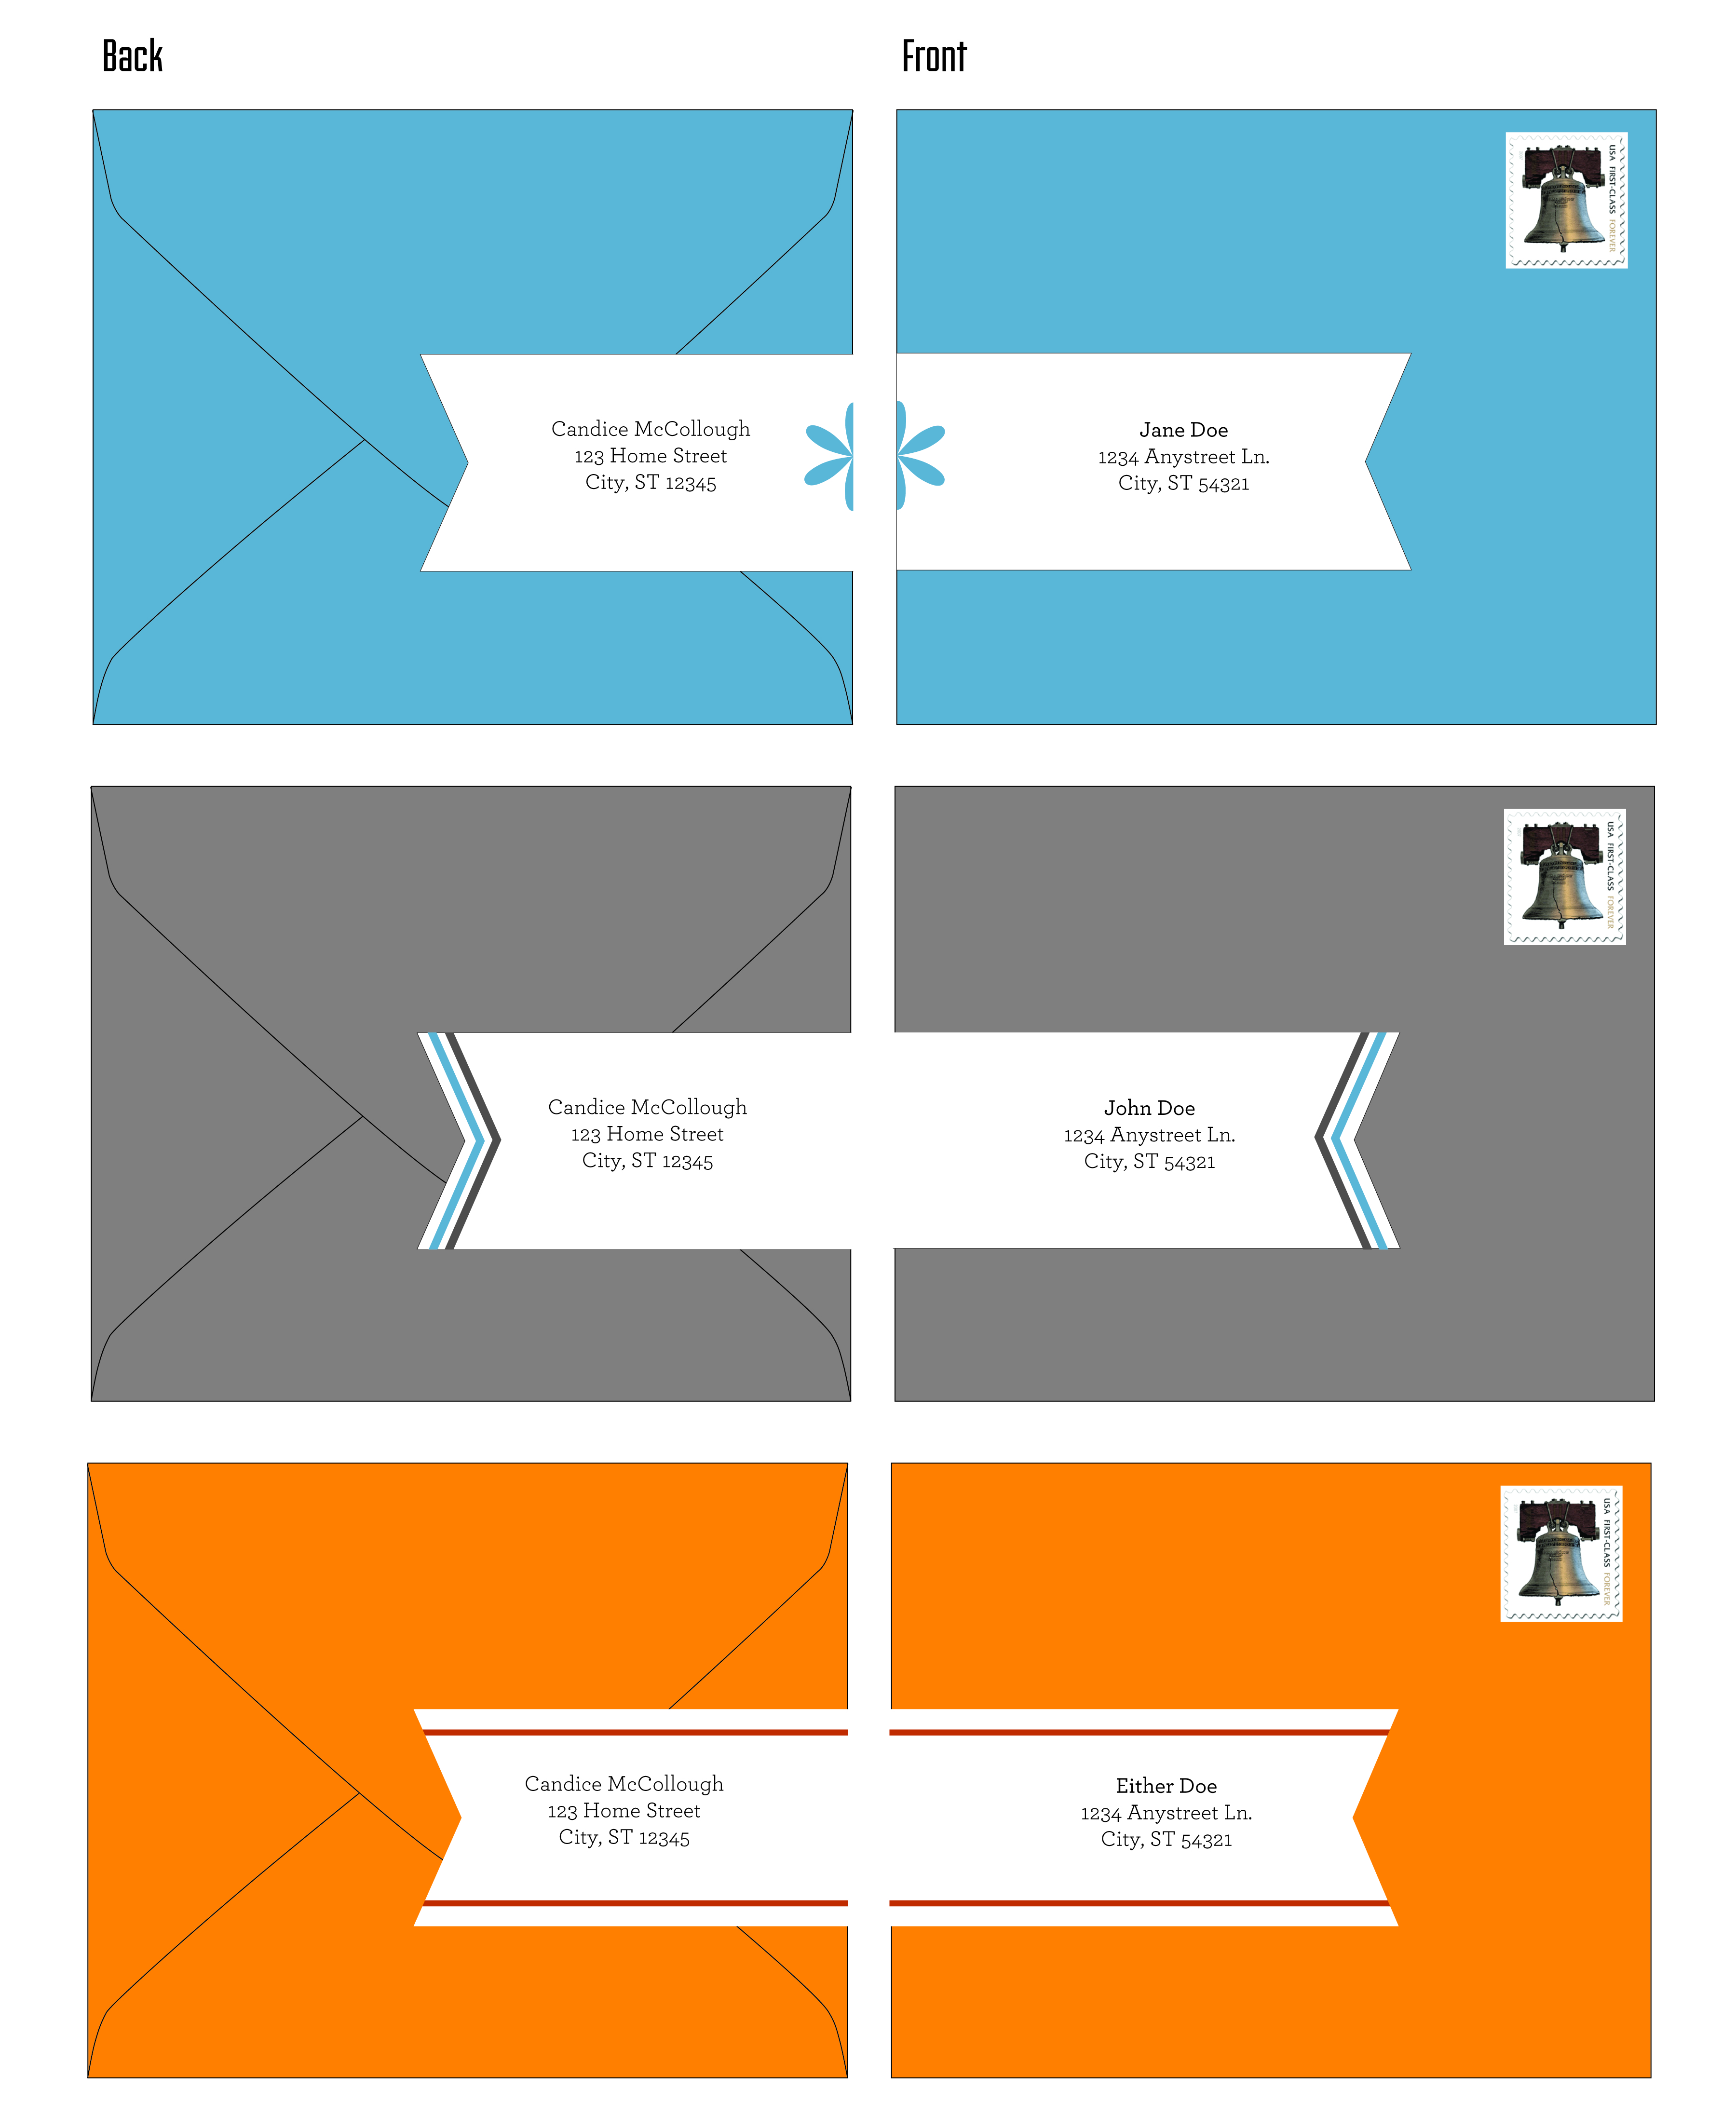 Back
Front
Candice McCollough
123 Home Street
City, ST 12345
Jane Doe
1234 Anystreet Ln.
City, ST 54321
USA FIRST-CLASS FOREVER
Candice McCollough
123 Home Street
City, ST 12345
John Doe
1234 Anystreet Ln.
City, ST 54321
USA FIRST-CLASS FOREVER
Candice McCollough
123 Home Street
City, ST 12345
Either Doe
1234 Anystreet Ln.
City, ST 54321
USA FIRST-CLASS FOREVER